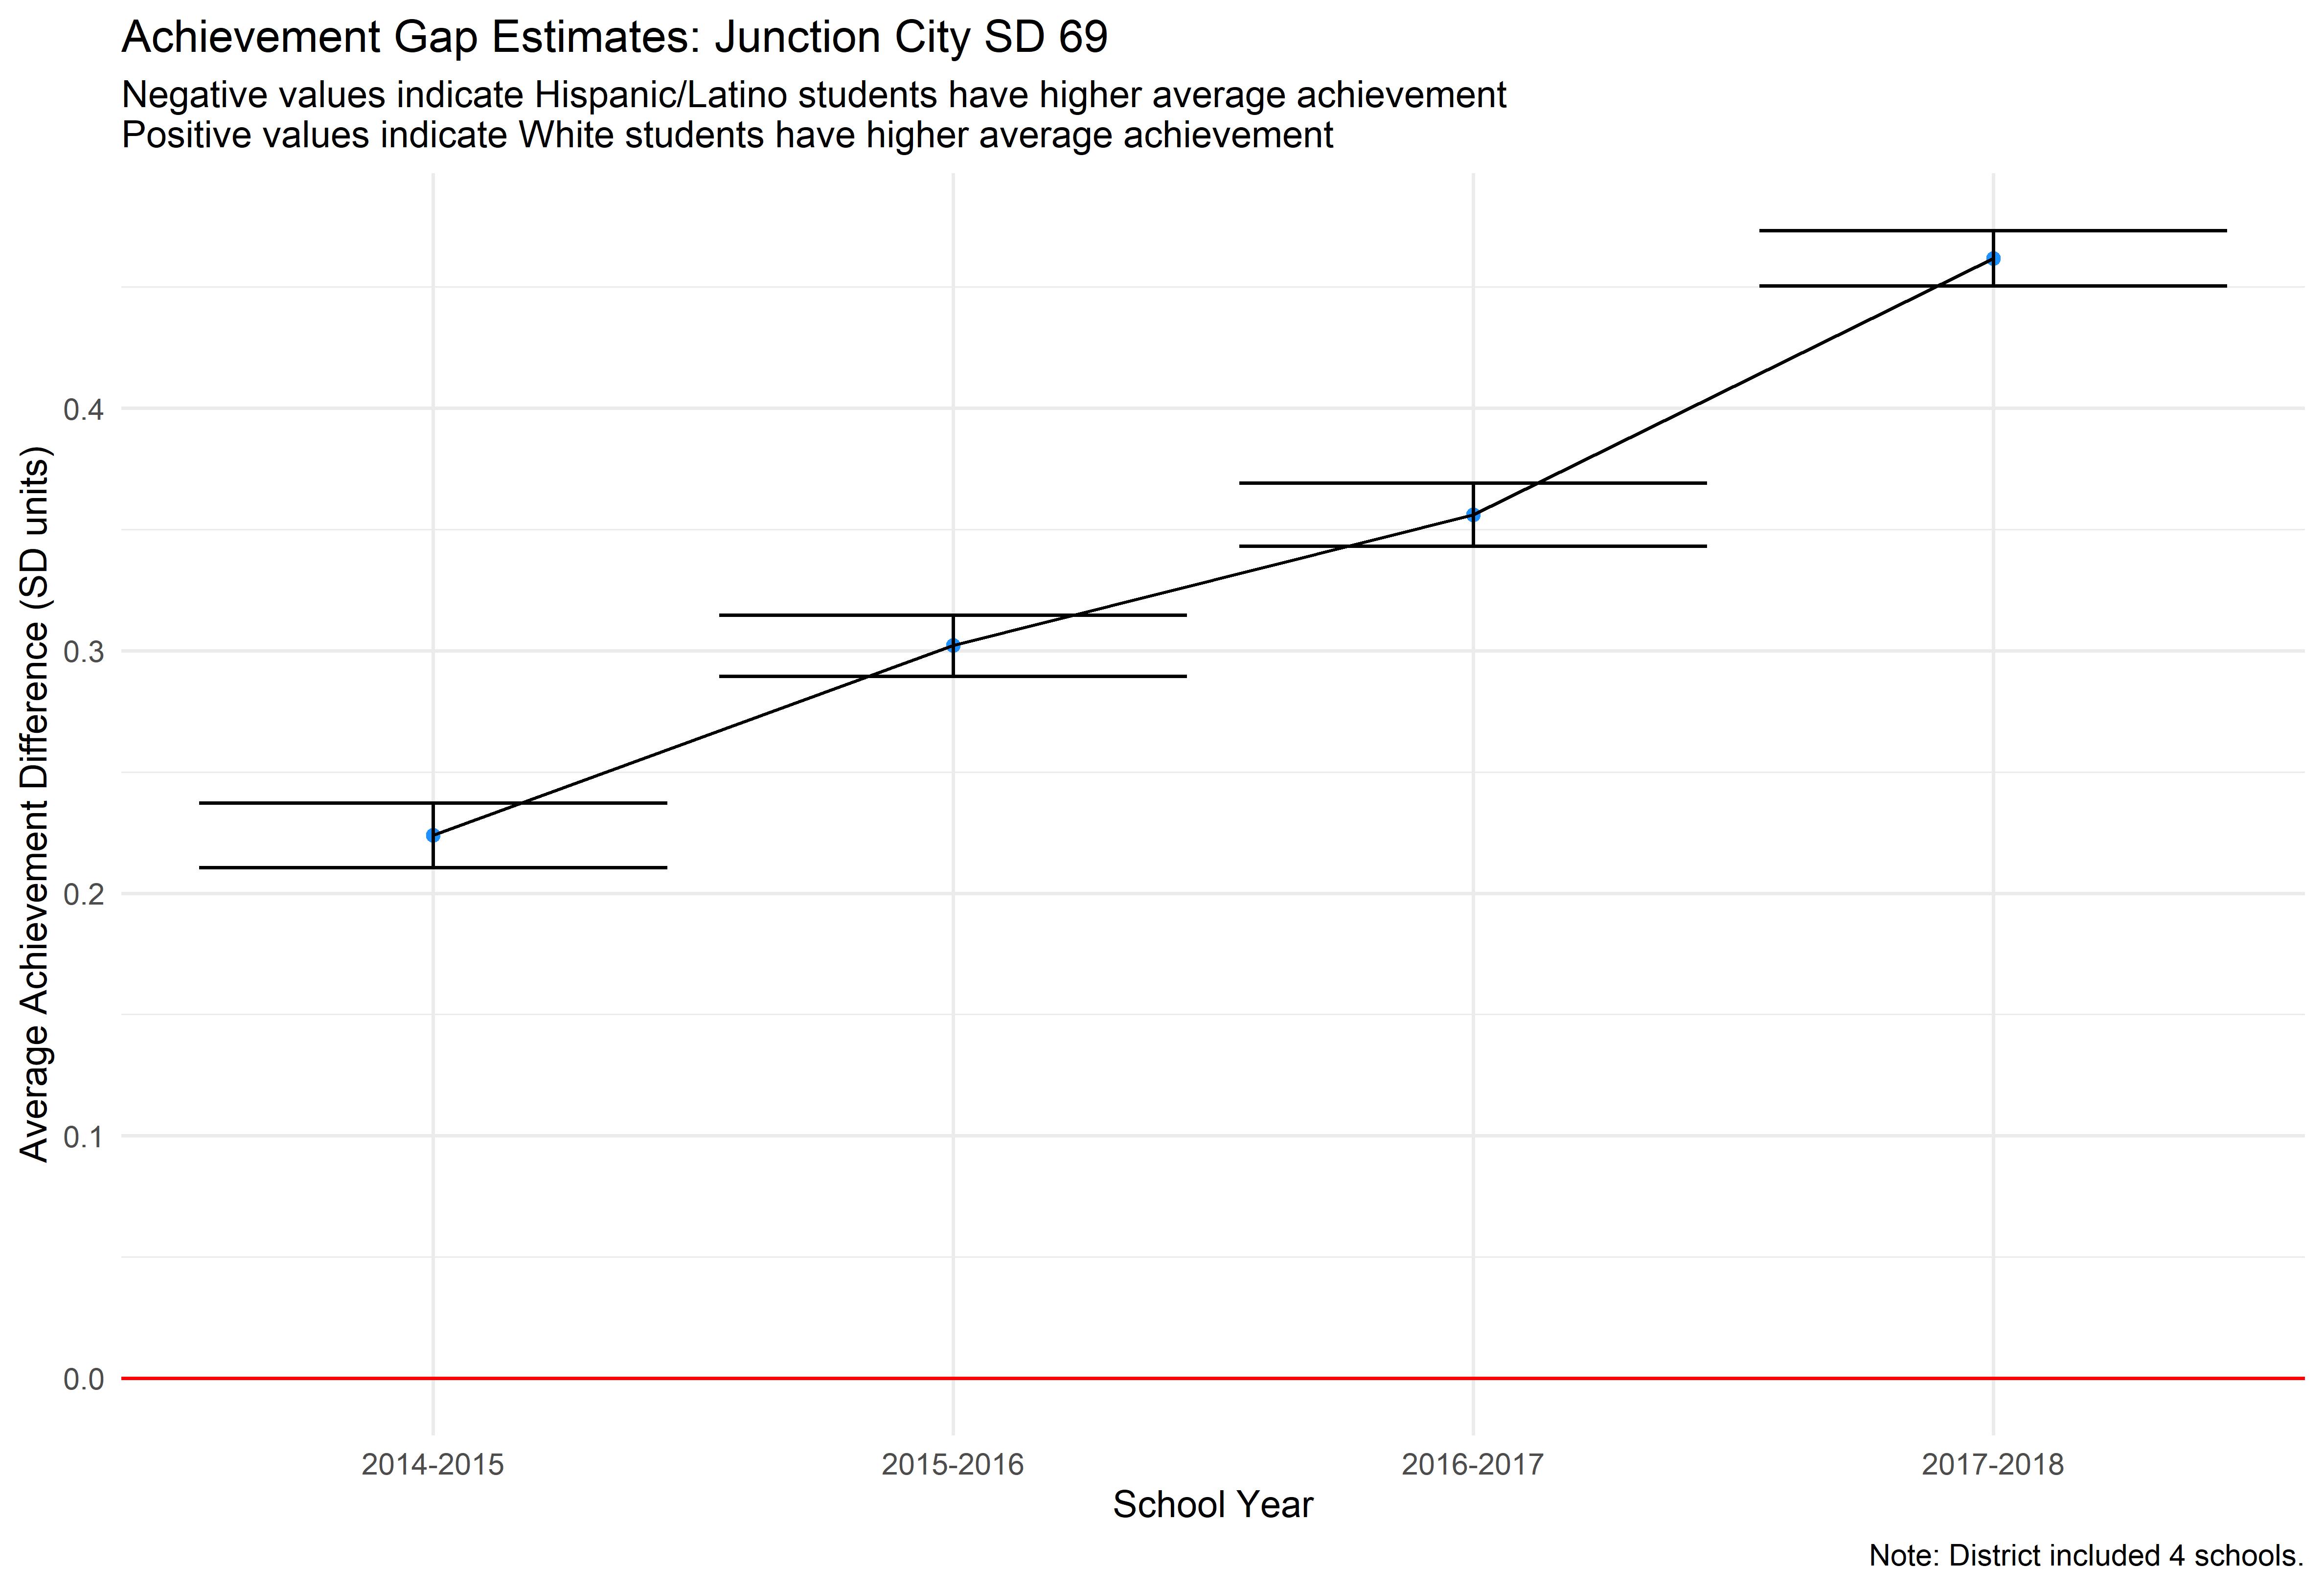 Achievement Gap Estimates: Junction City SD 69
Negative values indicate Hispanic/Latino students have higher average achievement
Positive values indicate White students have higher average achievement
Average Achievement Difference (SD units)
0.4
0.3
0.2
0.1
0.0
2014-2015
2015-2016
2016-2017
2017-2018
School Year
Note: District included 4 schools.